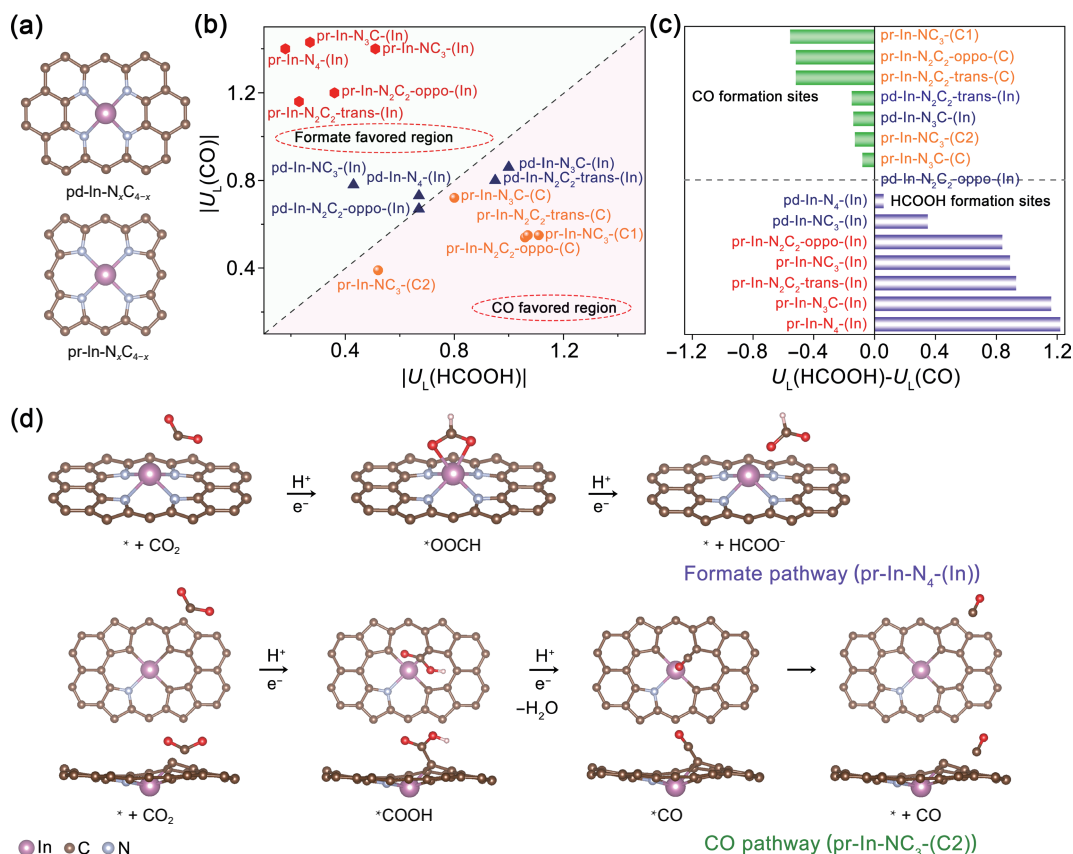 (a)
pd-In-NₓC₄₋ₓ
pr-In-NₓC₄₋ₓ
(b)
|U_L(CO)|
1.2
0.8
0.4
0.4
0.8
1.2
|U_L(HCOOH)|
pr-In-N₃C-(In)
pr-In-NC₃-(In)
pr-In-N₄-(In)
pr-In-N₂C₂-oppo-(In)
pr-In-N₂C₂-trans-(In)
Formate favored region
pd-In-NC₃-(In)
pd-In-N₄-(In)
pd-In-N₃C-(In)
pd-In-N₂C₂-trans-(In)
pd-In-N₂C₂-oppo-(In)
pr-In-N₃C-(C)
pr-In-N₂C₂-trans-(C)
pr-In-NC₃-(C1)
pr-In-N₂C₂-oppo-(C)
pr-In-NC₃-(C2)
CO favored region
(c)
pr-In-NC₃-(C1)
pr-In-N₂C₂-oppo-(C)
pr-In-N₂C₂-trans-(C)
CO formation sites
pd-In-N₂C₂-trans-(In)
pd-In-N₃C-(In)
pr-In-NC₃-(C2)
pr-In-N₃C-(C)
pd-In-N₂C₂-oppo-(In)
pd-In-N₄-(In)
HCOOH formation sites
pd-In-NC₃-(In)
pr-In-N₂C₂-oppo-(In)
pr-In-NC₃-(In)
pr-In-N₂C₂-trans-(In)
pr-In-N₃C-(In)
pr-In-N₄-(In)
−1.2
−0.8
−0.4
0.0
0.4
0.8
1.2
U_L(HCOOH)-U_L(CO)
(d)
H⁺
e⁻
H⁺
e⁻
* + CO₂
*OOCH
* + HCOO⁻
Formate pathway (pr-In-N₄-(In))
H⁺
e⁻
H⁺
e⁻
−H₂O
* + CO₂
*COOH
*CO
* + CO
In
C
N
CO pathway (pr-In-NC₃-(C2))